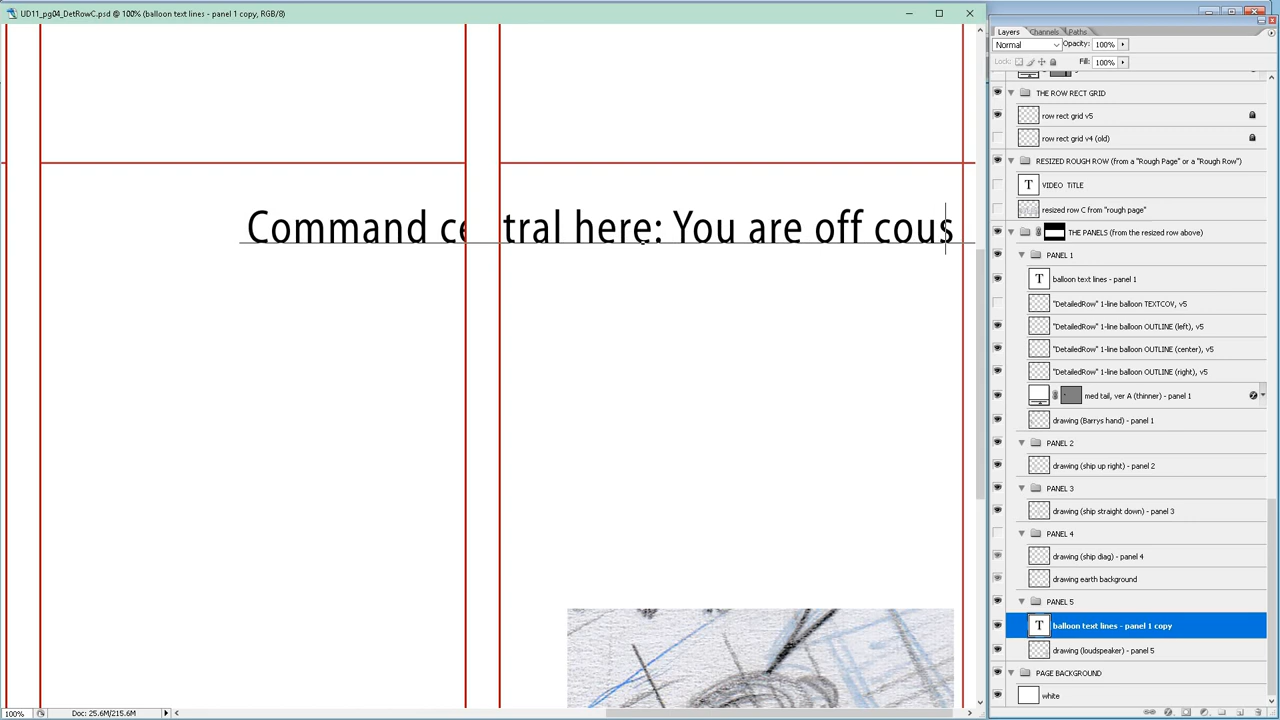 UD11_pg04_DetRowC.psd @ 100% (balloon text lines - panel 1 copy, RGB/8)
Command ce tral here: You are off cous
100%
Doc: 25.6M/215.6M
Layers
Channels
Paths
Normal
Opacity: 100%
Lock:
Fill: 100%
THE ROW RECT GRID
row rect grid v5
row rect grid v4 (old)
RESIZED ROUGH ROW (from a "Rough Page" or a "Rough Row")
T VIDEO TITLE
resized row C from "rough page"
THE PANELS (from the resized row above)
PANEL 1
T balloon text lines - panel 1
"DetailedRow" 1-line balloon TEXTCOV, v5
"DetailedRow" 1-line balloon OUTLINE (left), v5
"DetailedRow" 1-line balloon OUTLINE (center), v5
"DetailedRow" 1-line balloon OUTLINE (right), v5
med tail, ver A (thinner) - panel 1
drawing (Barrys hand) - panel 1
PANEL 2
drawing (ship up right) - panel 2
PANEL 3
drawing (ship straight down) - panel 3
PANEL 4
drawing (ship diag) - panel 4
drawing earth background
PANEL 5
T balloon text lines - panel 1 copy
drawing (loudspeaker) - panel 5
PAGE BACKGROUND
white